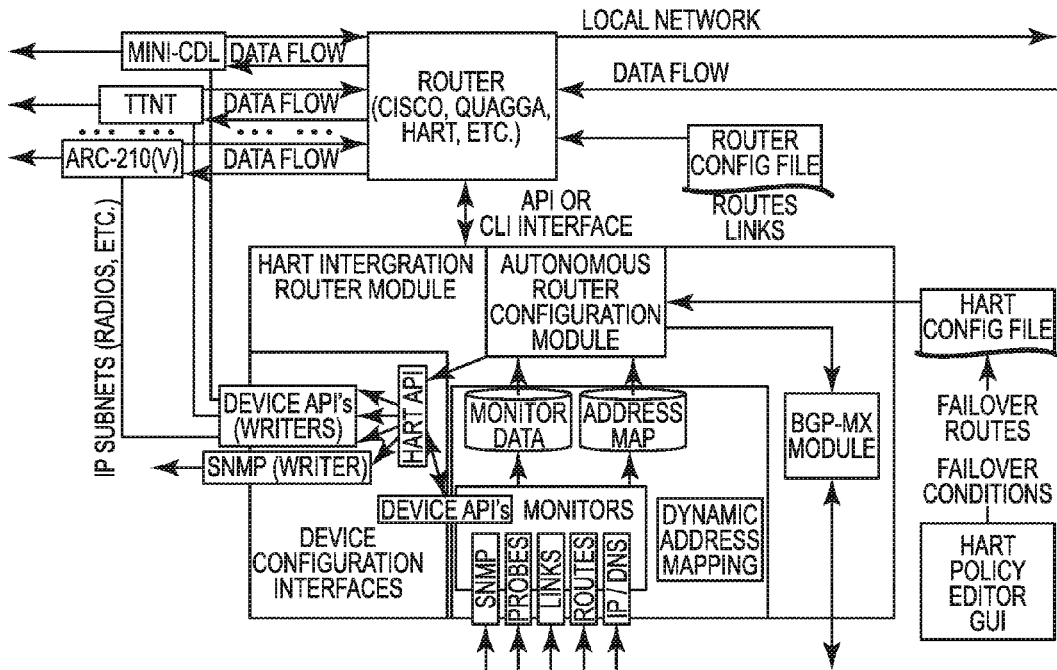 LOCAL NETWORK
MINI-CDL
DATA FLOW
ROUTER
(CISCO, QUAGGA,
HART, ETC.)
DATA FLOW
TTNT
DATA FLOW
ARC-210(V)
DATA FLOW
ROUTER
CONFIG FILE
ROUTES
LINKS
API OR
CLI INTERFACE
IP SUBNETS (RADIOS, ETC.)
HART INTERGRATION
ROUTER MODULE
AUTONOMOUS
ROUTER
CONFIGURATION
MODULE
HART
CONFIG FILE
HART API
DEVICE API's
(WRITERS)
MONITOR
DATA
ADDRESS
MAP
BGP-MX
MODULE
FAILOVER
ROUTES
SNMP (WRITER)
FAILOVER
CONDITIONS
DEVICE API's
MONITORS
DYNAMIC
ADDRESS
MAPPING
DEVICE
CONFIGURATION
INTERFACES
SNMP
PROBES
LINKS
ROUTES
IP / DNS
HART
POLICY
EDITOR
GUI